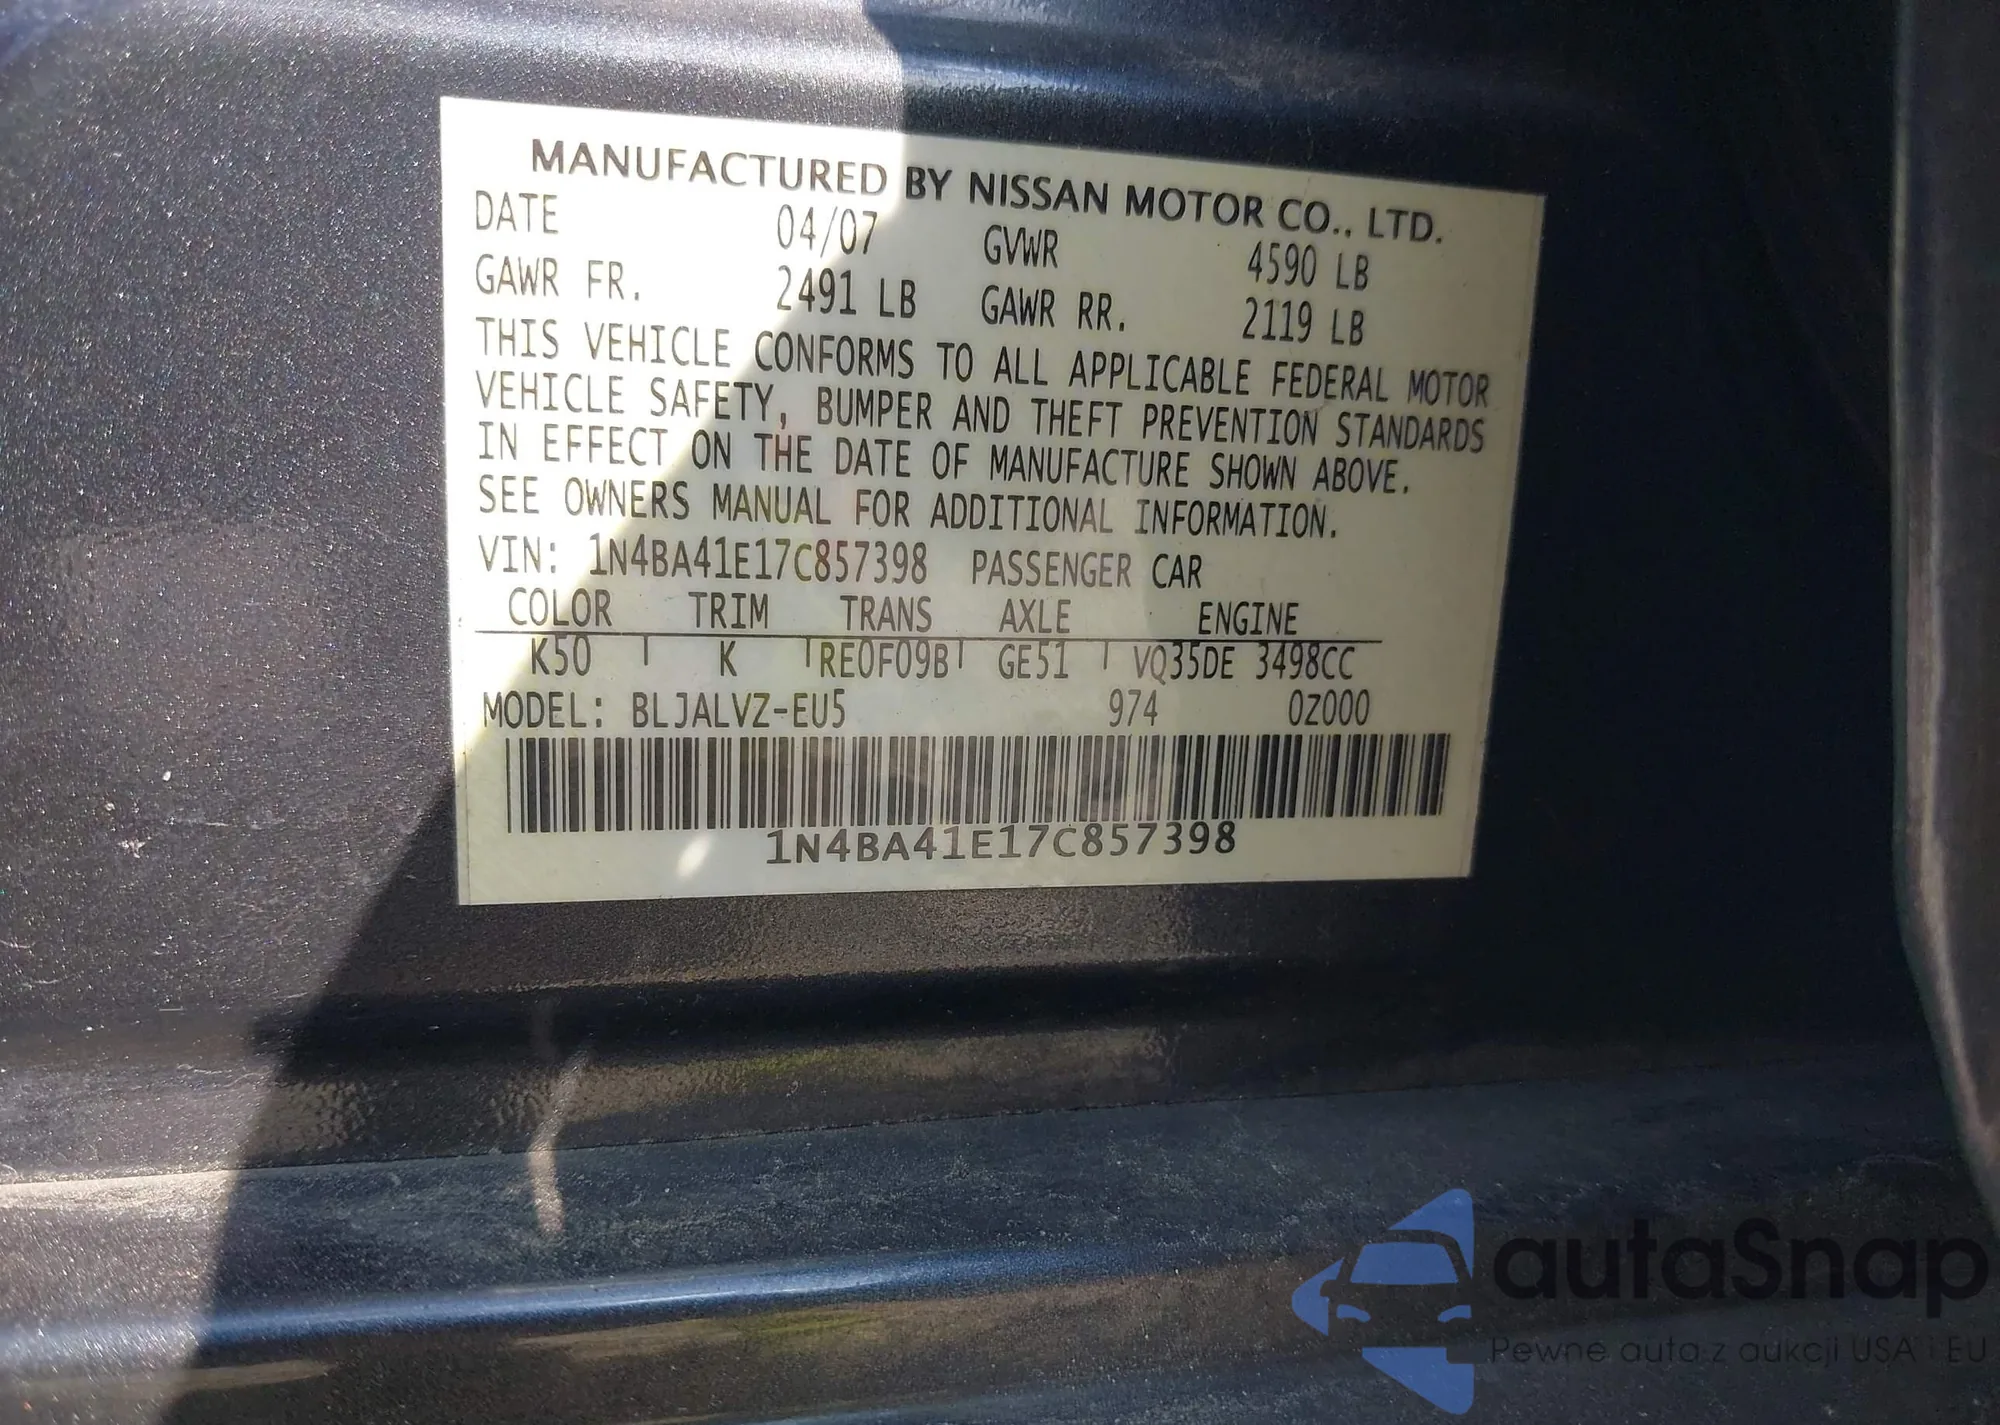 MANUFACTURED BY NISSAN MOTOR CO., LTD.
DATE 04/07 GVWR 4590 LB
GAWR FR. 2491 LB GAWR RR. 2119 LB
THIS VEHICLE CONFORMS TO ALL APPLICABLE FEDERAL MOTOR
VEHICLE SAFETY, BUMPER AND THEFT PREVENTION STANDARDS
IN EFFECT ON THE DATE OF MANUFACTURE SHOWN ABOVE.
SEE OWNERS MANUAL FOR ADDITIONAL INFORMATION.
VIN: 1N4BA41E17C857398 PASSENGER CAR
COLOR TRIM TRANS AXLE ENGINE
K50 K RE0F09B GE51 VQ35DE 3498CC
MODEL: BLJALVZ-EU5 974 0Z000
1N4BA41E17C857398
autaSnap
Pewne auta z aukcji USA i EU